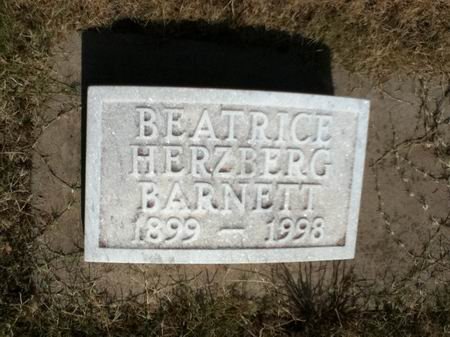 BEATRICE
HERZBERG
BARNETT
1899 — 1998